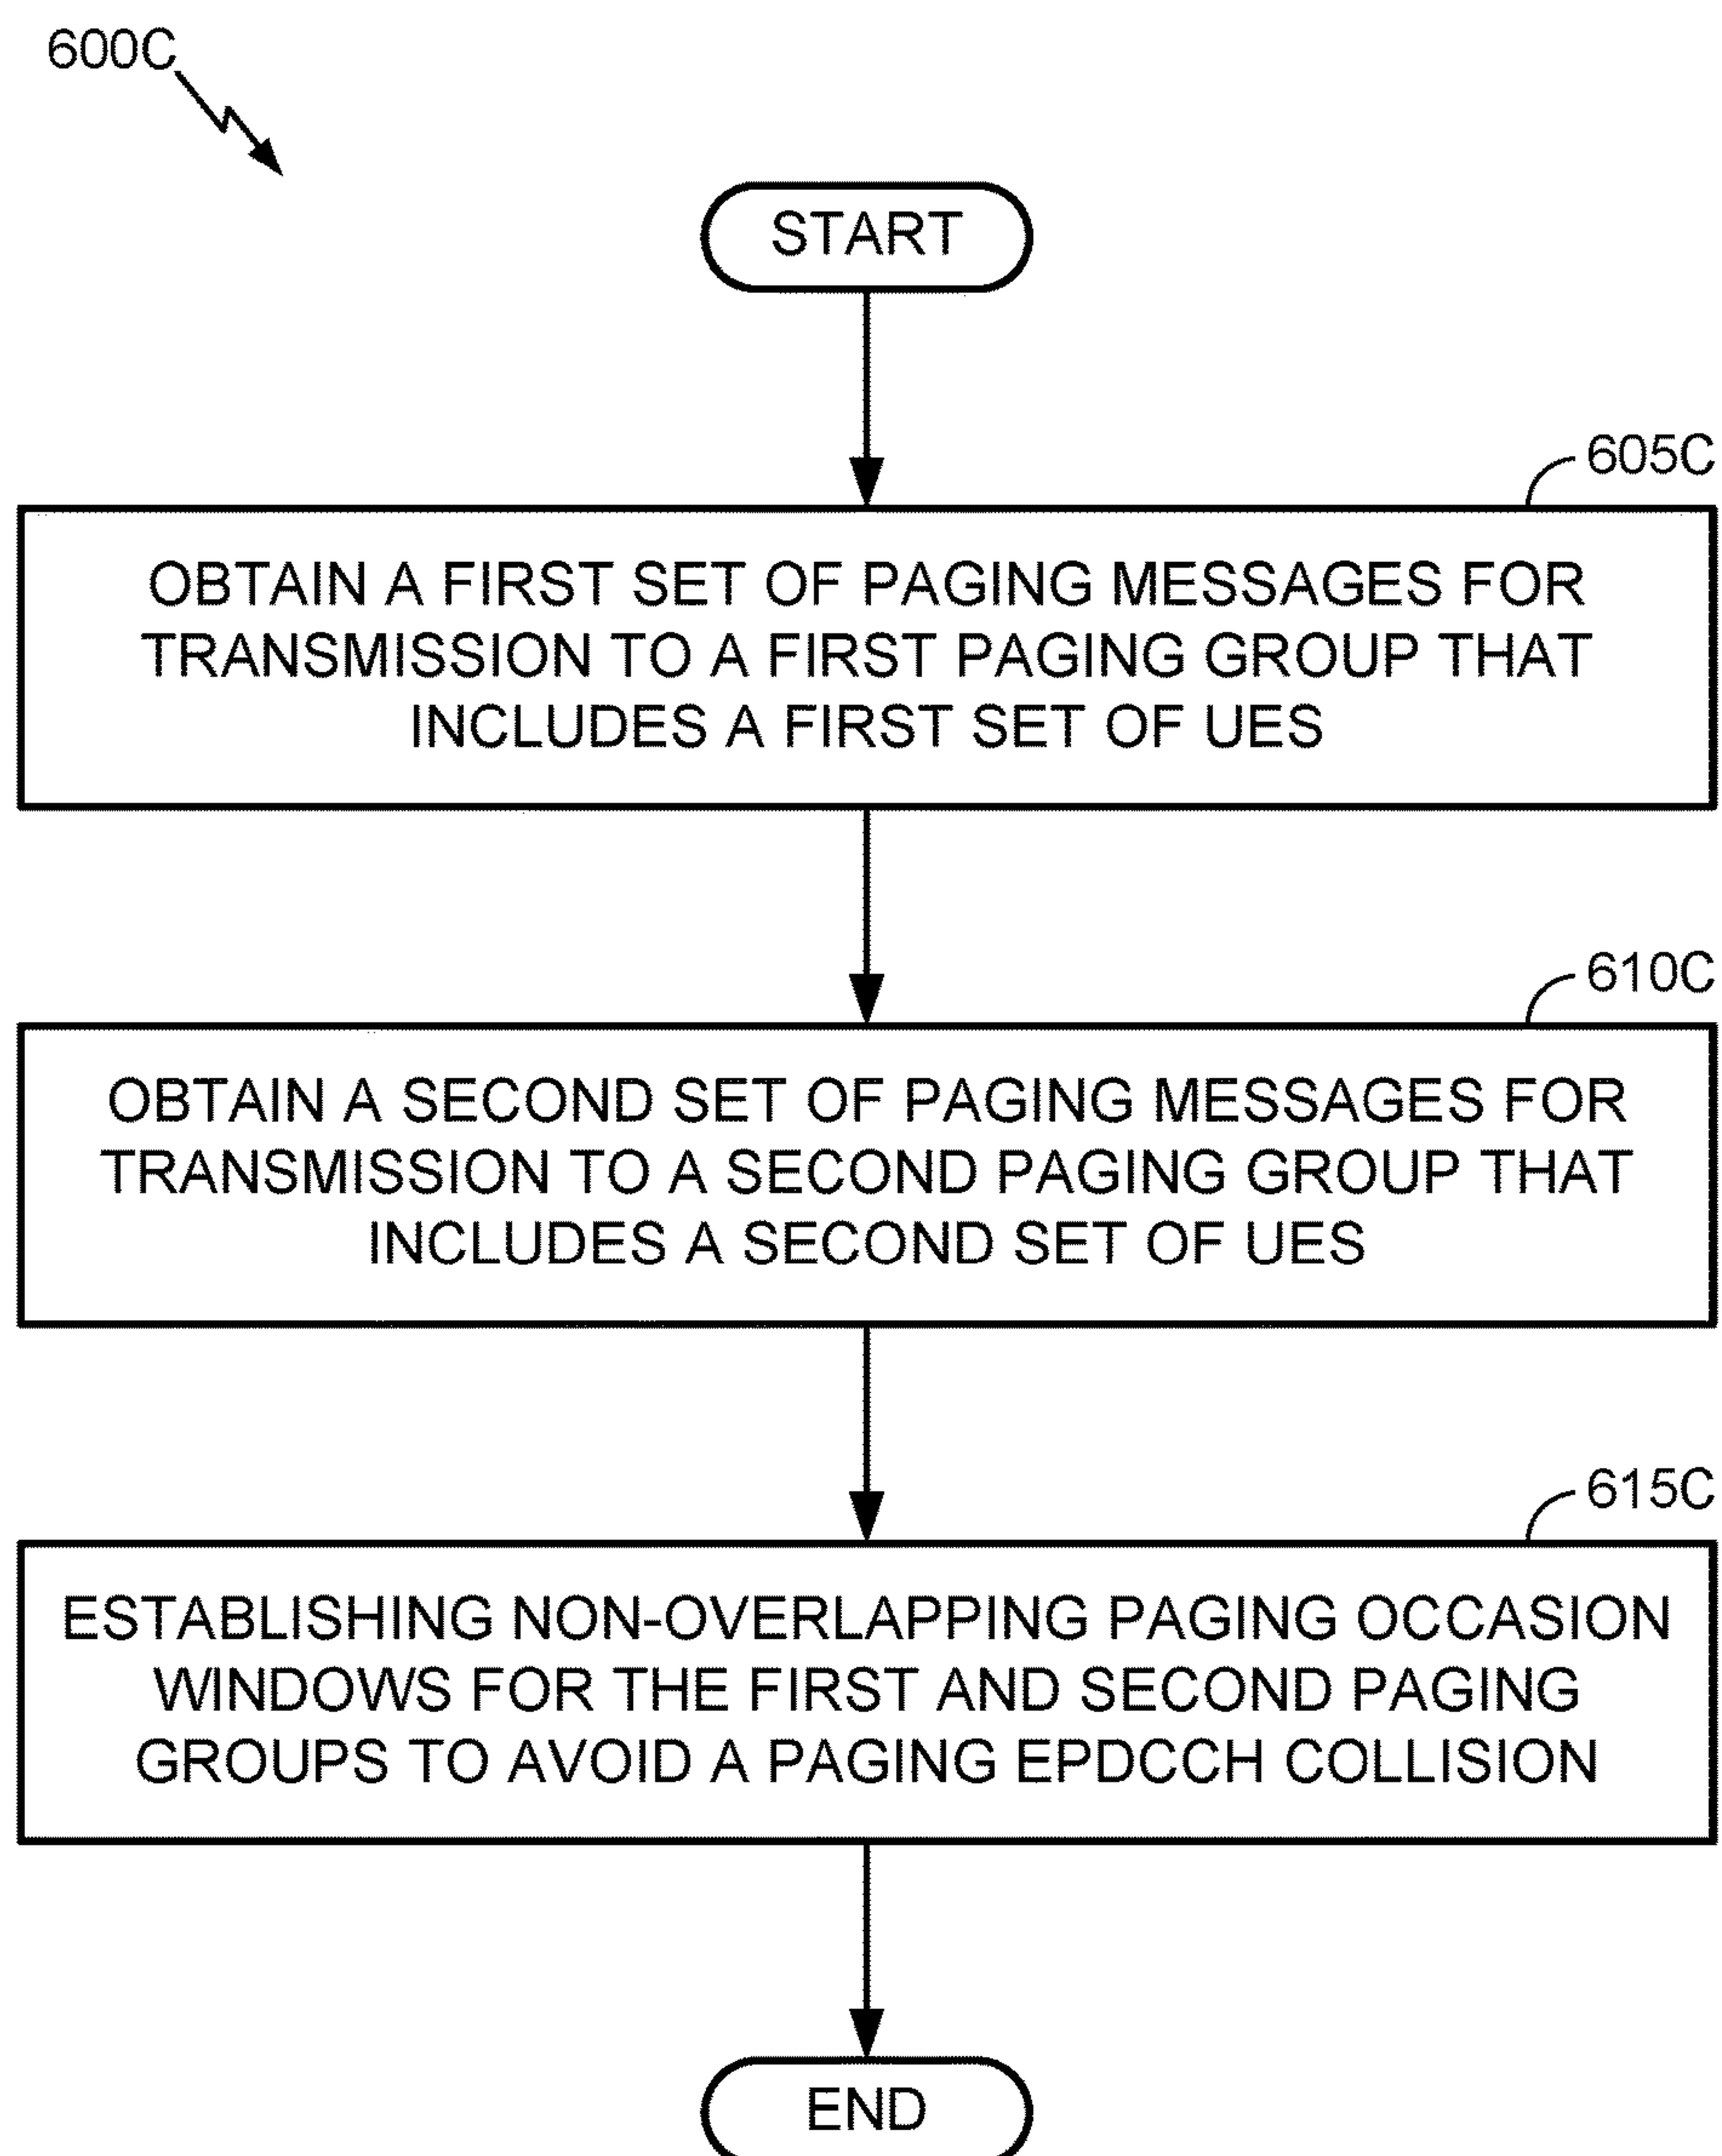 600C
START
605C
OBTAIN A FIRST SET OF PAGING MESSAGES FOR
TRANSMISSION TO A FIRST PAGING GROUP THAT
INCLUDES A FIRST SET OF UES
610C
OBTAIN A SECOND SET OF PAGING MESSAGES FOR
TRANSMISSION TO A SECOND PAGING GROUP THAT
INCLUDES A SECOND SET OF UES
615C
ESTABLISHING NON-OVERLAPPING PAGING OCCASION
WINDOWS FOR THE FIRST AND SECOND PAGING
GROUPS TO AVOID A PAGING EPDCCH COLLISION
END